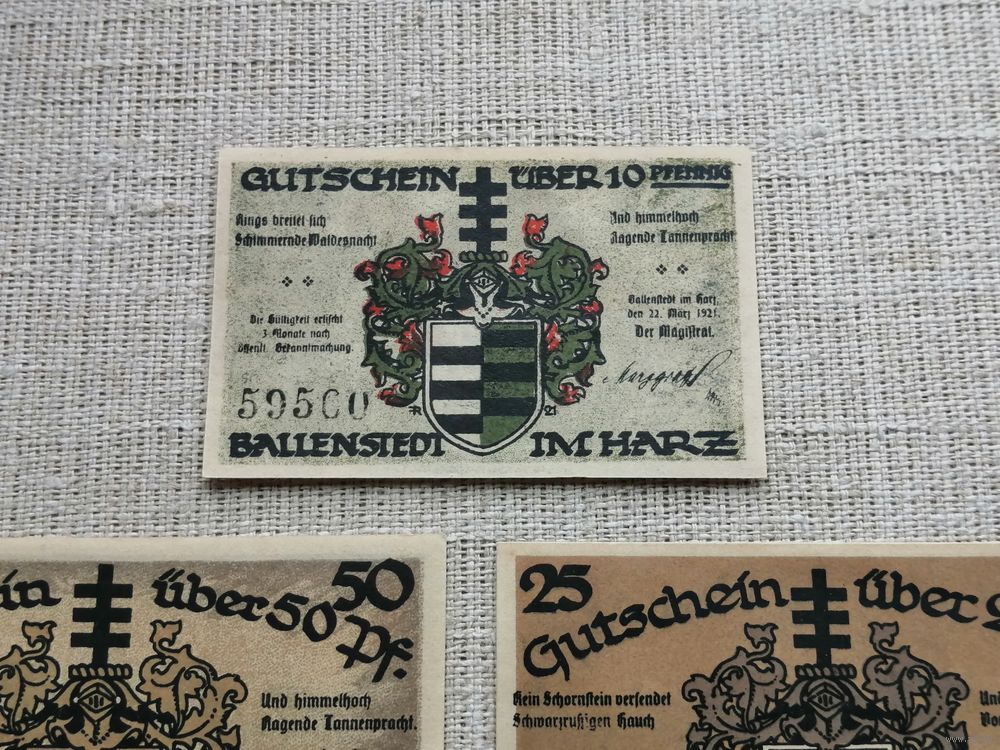 GUTSCHEIN ÜBER 10 PFENNIG
Rings breitet sich
Schimmernde Waldesnacht
Und himmelhoch
Ragende Tannenpracht
Die Gültigkeit erlischt
3 Monate nach
öffentl. Bekanntmachung.
Ballenstedt im Harz,
den 22. März 1921.
Der Magistrat.
59560
R 21
BALLENSTEDT IM HARZ
über 50
50
Pf.
Und himmelhoch
Ragende Tannenpracht.
25
Gutschein über
Kein Schornstein versendet
Schwarzrußigen Hauch